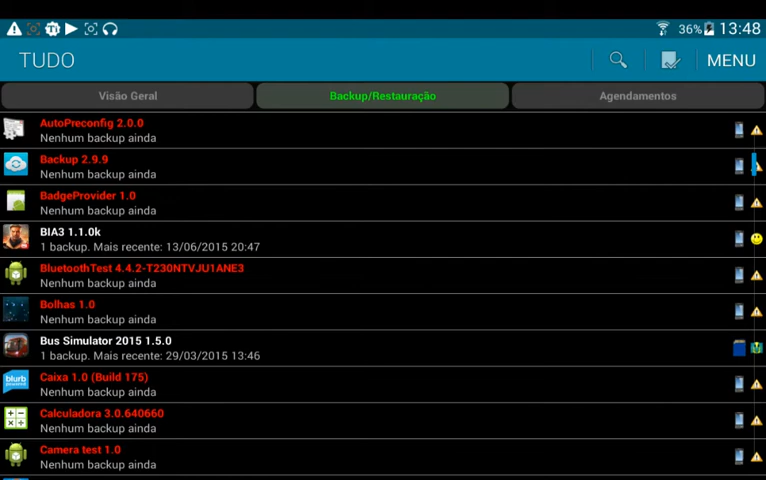 36% 13:48
TUDO MENU
Visão Geral Backup/Restauração Agendamentos
AutoPreconfig 2.0.0
Nenhum backup ainda
Backup 2.9.9
Nenhum backup ainda
BadgeProvider 1.0
Nenhum backup ainda
BIA3 1.1.0k
1 backup. Mais recente: 13/06/2015 20:47
BluetoothTest 4.4.2-T230NTVJU1ANE3
Nenhum backup ainda
Bolhas 1.0
Nenhum backup ainda
Bus Simulator 2015 1.5.0
1 backup. Mais recente: 29/03/2015 13:46
blurb
Caixa 1.0 (Build 175)
Nenhum backup ainda
Calculadora 3.0.640660
Nenhum backup ainda
Camera test 1.0
Nenhum backup ainda